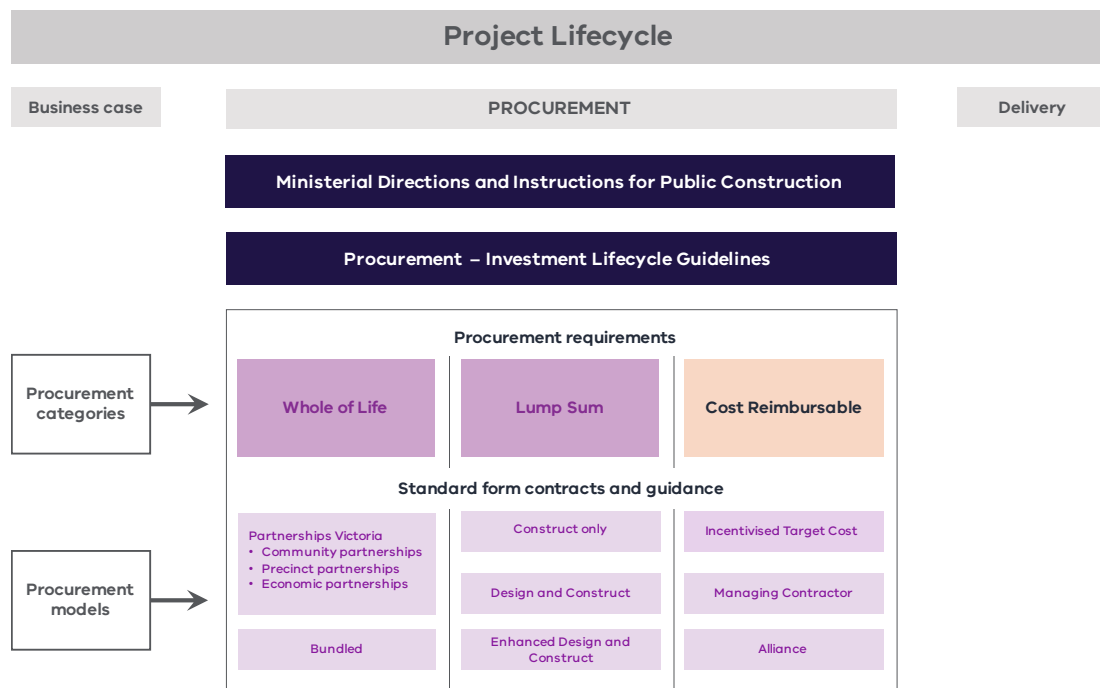 Project Lifecycle
Business case
PROCUREMENT
Delivery
Ministerial Directions and Instructions for Public Construction
Procurement – Investment Lifecycle Guidelines
Procurement requirements
Procurement
categories
Whole of Life
Lump Sum
Cost Reimbursable
Standard form contracts and guidance
Procurement
models
Partnerships Victoria
• Community partnerships
• Precinct partnerships
• Economic partnerships
Bundled
Construct only
Design and Construct
Enhanced Design and
Construct
Incentivised Target Cost
Managing Contractor
Alliance